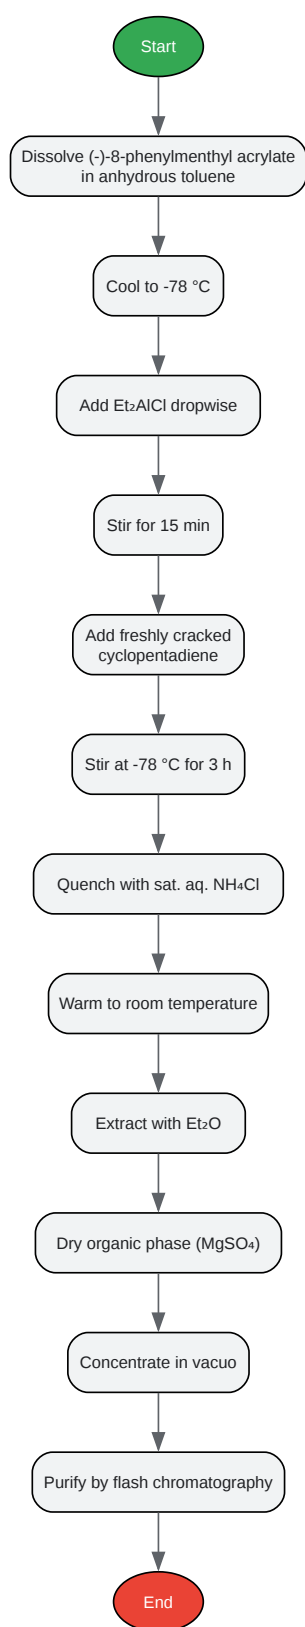 Start
Dissolve (-)-8-phenylmenthyl acrylate
in anhydrous toluene
Cool to -78 °C
Add Et₂AlCl dropwise
Stir for 15 min
Add freshly cracked
cyclopentadiene
Stir at -78 °C for 3 h
Quench with sat. aq. NH₄Cl
Warm to room temperature
Extract with Et₂O
Dry organic phase (MgSO₄)
Concentrate in vacuo
Purify by flash chromatography
End